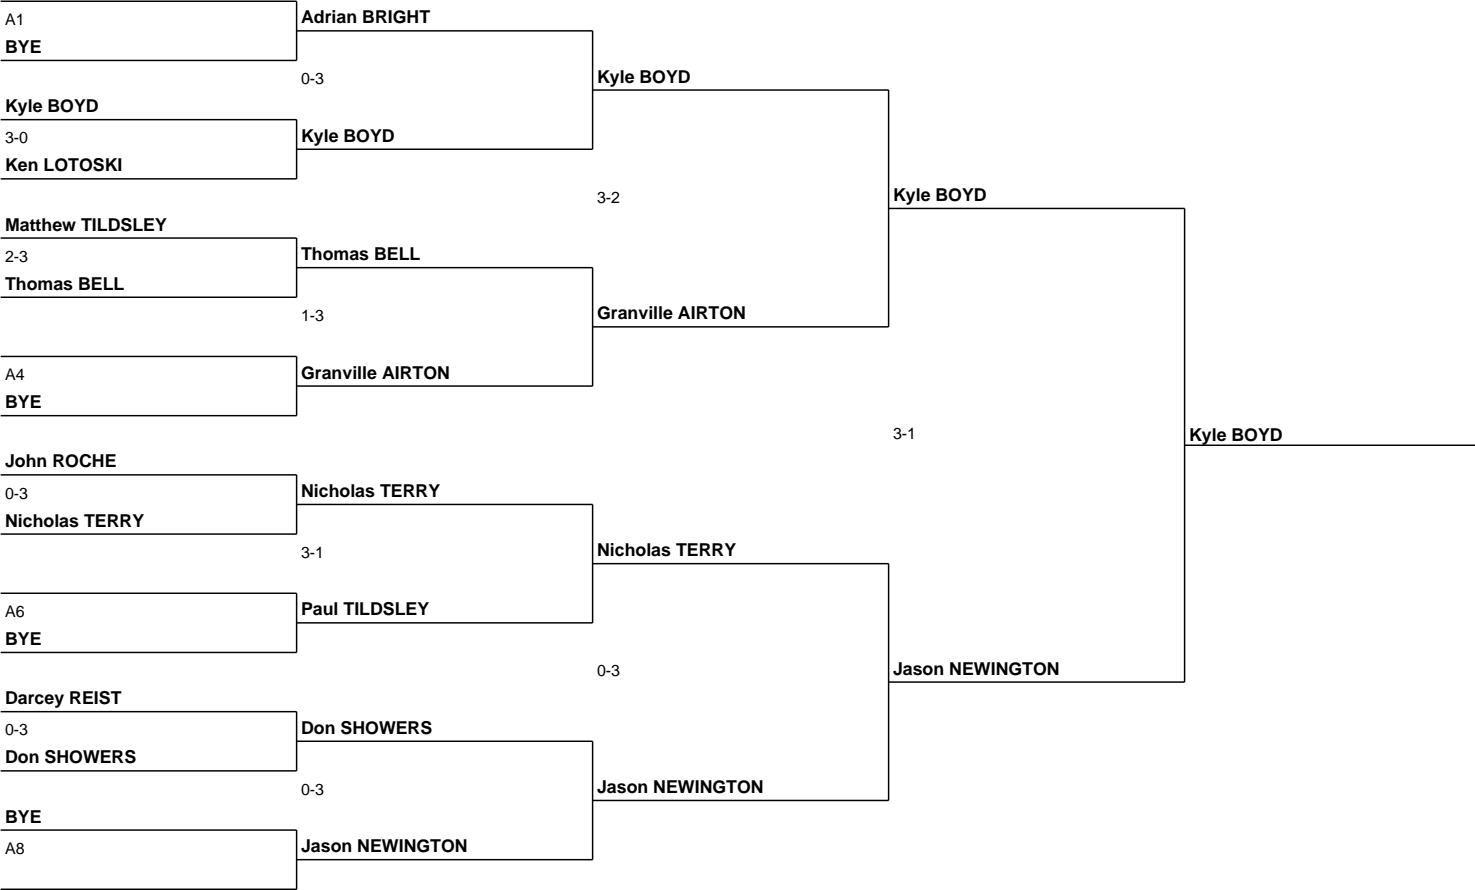 A1
BYE
Kyle BOYD
3-0
Ken LOTOSKI
Matthew TILDSLEY
2-3
Thomas BELL
A4
BYE
John ROCHE
0-3
Nicholas TERRY
A6
BYE
Darcey REIST
0-3
Don SHOWERS
BYE
A8
Adrian BRIGHT
0-3
Kyle BOYD
Thomas BELL
1-3
Granville AIRTON
Nicholas TERRY
3-1
Paul TILDSLEY
Don SHOWERS
0-3
Jason NEWINGTON
Kyle BOYD
3-2
Granville AIRTON
Nicholas TERRY
0-3
Jason NEWINGTON
Kyle BOYD
3-1
Jason NEWINGTON
Kyle BOYD